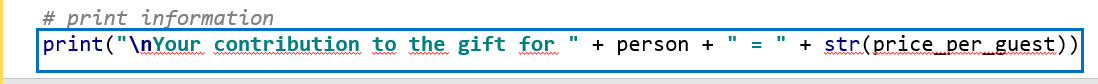 # print information
print("\nYour contribution to the gift for " + person + " = " + str(price_per_guest))